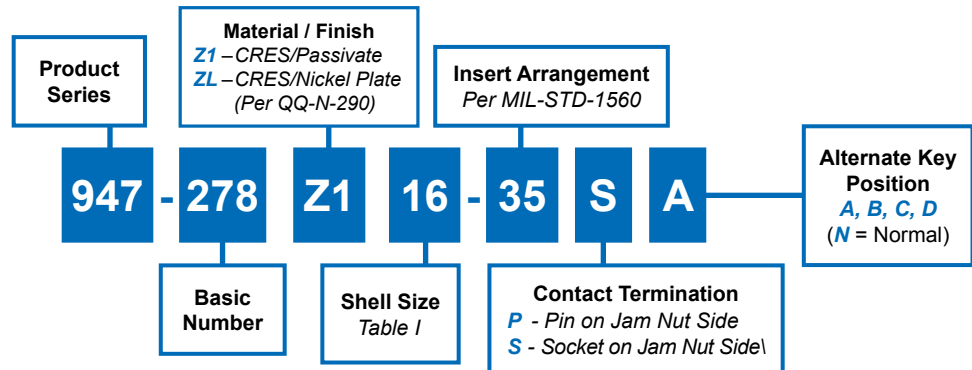 Product
Series
Material / Finish
Z1 – CRES/Passivate
ZL – CRES/Nickel Plate
(Per QQ-N-290)
Insert Arrangement
Per MIL-STD-1560
947 - 278 Z1 16 - 35 S A
Alternate Key
Position
A, B, C, D
(N = Normal)
Basic
Number
Shell Size
Table I
Contact Termination
P - Pin on Jam Nut Side
S - Socket on Jam Nut Side\